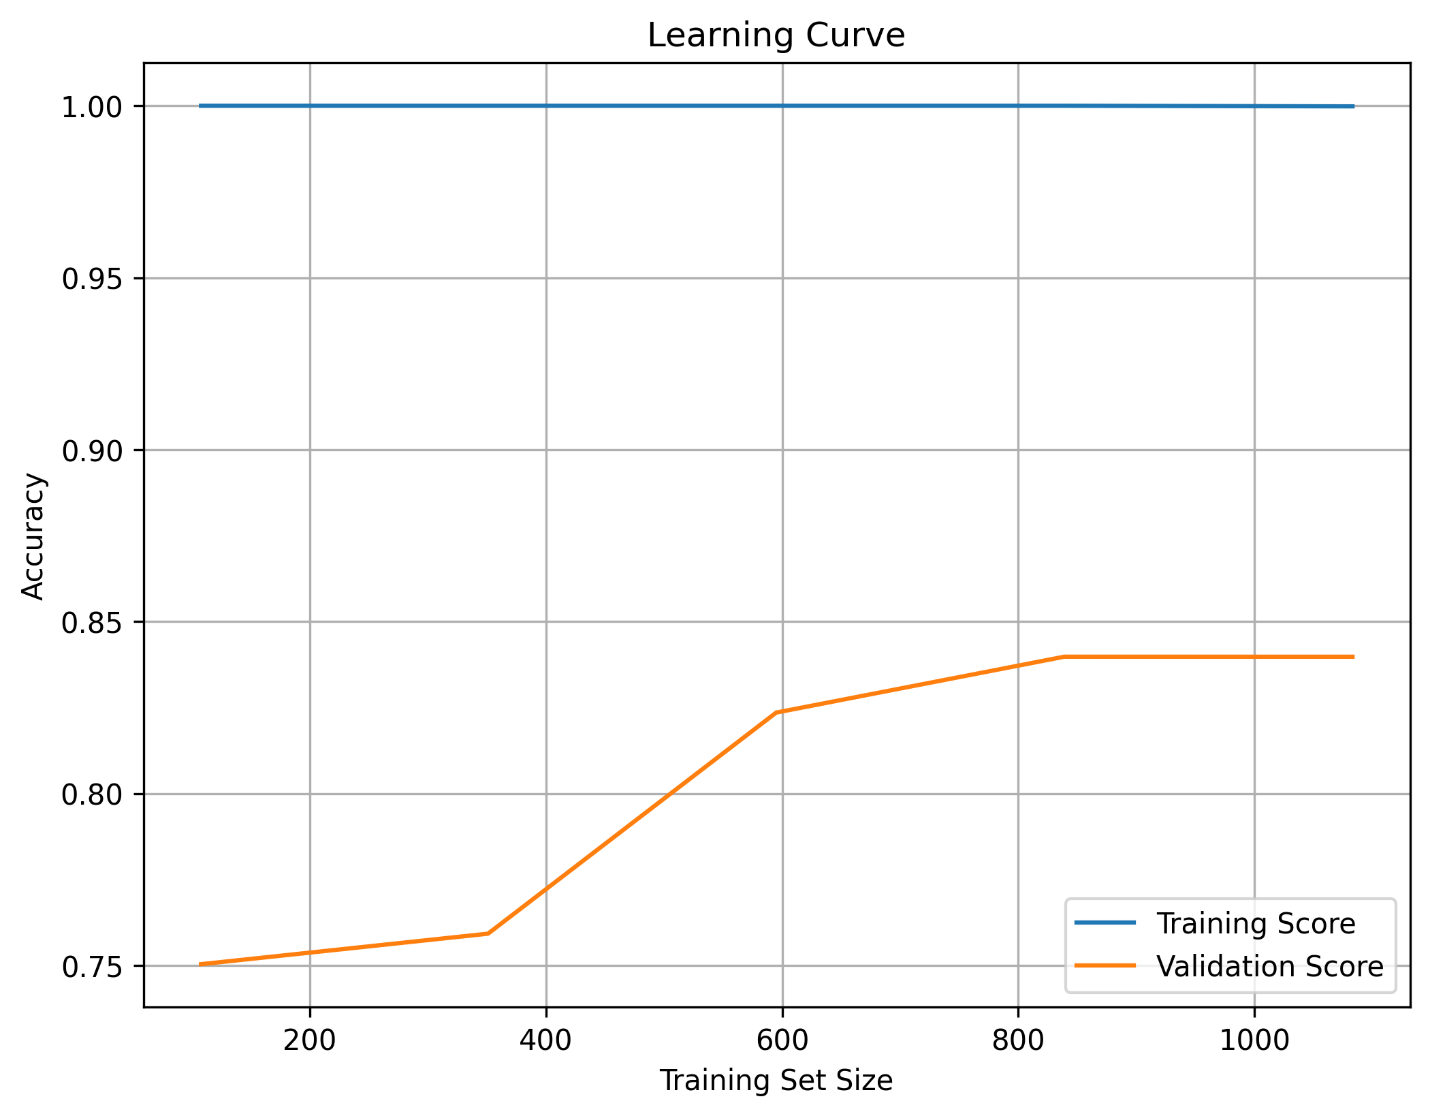 Learning Curve
1.00
0.95
0.90
0.85
0.80
0.75
Accuracy
200 400 600 800 1000
Training Set Size
Training Score
Validation Score